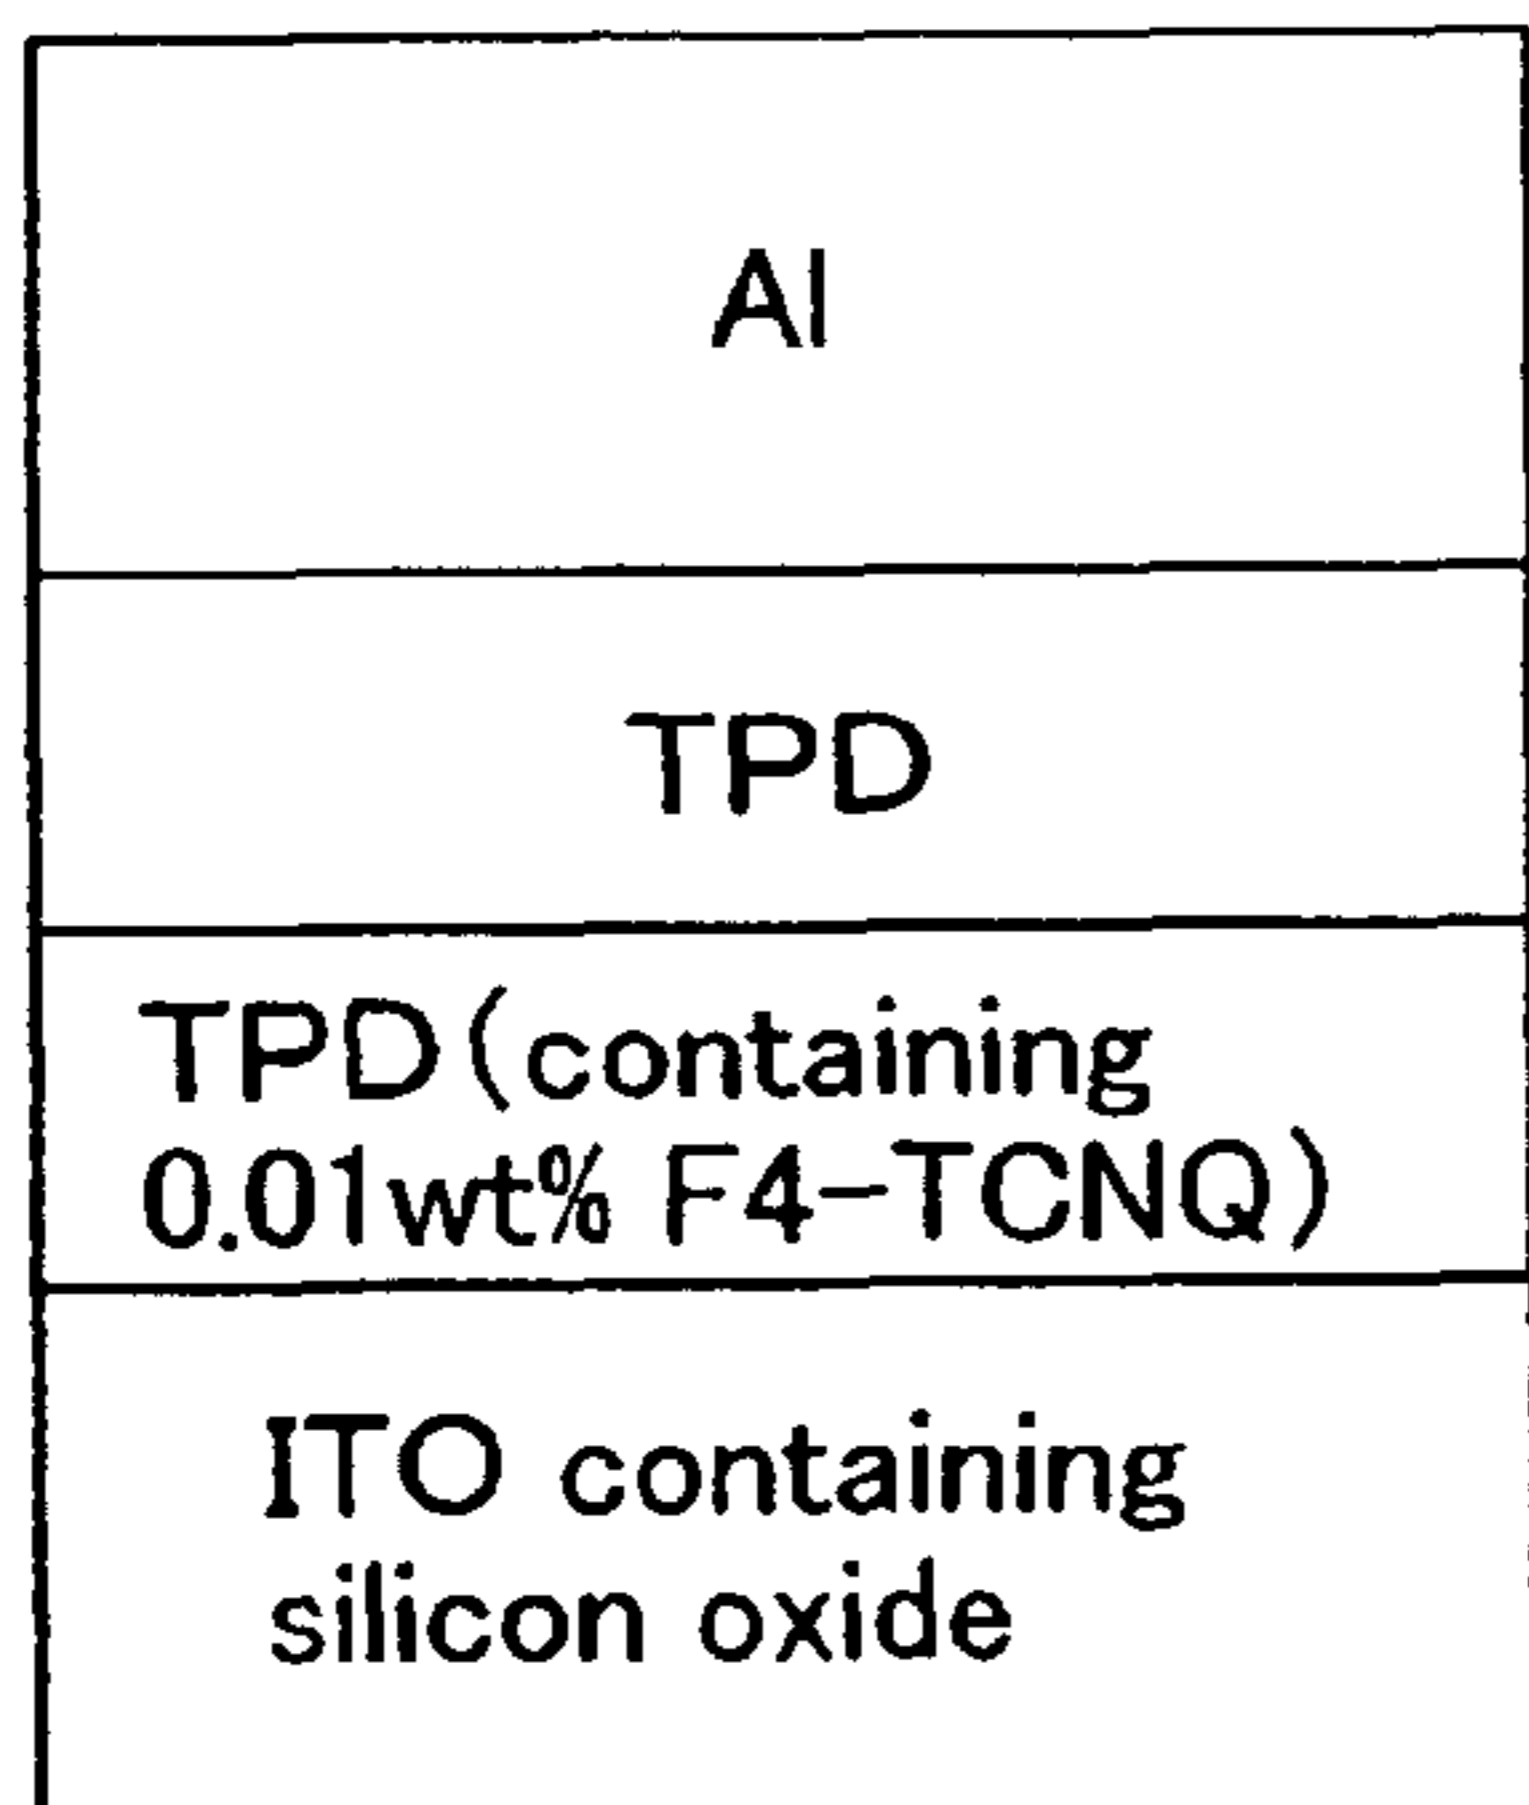 Al
TPD
TPD(containing
0.01wt% F4-TCNQ)
ITO containing
silicon oxide